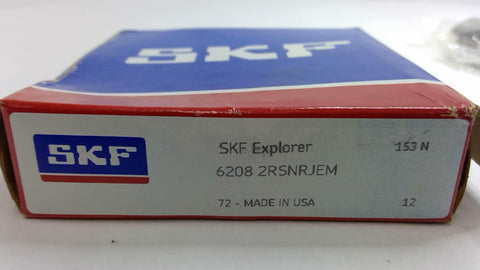 SKF
SKF
SKF Explorer 153 N
6208 2RSNRJEM
72 - MADE IN USA 12